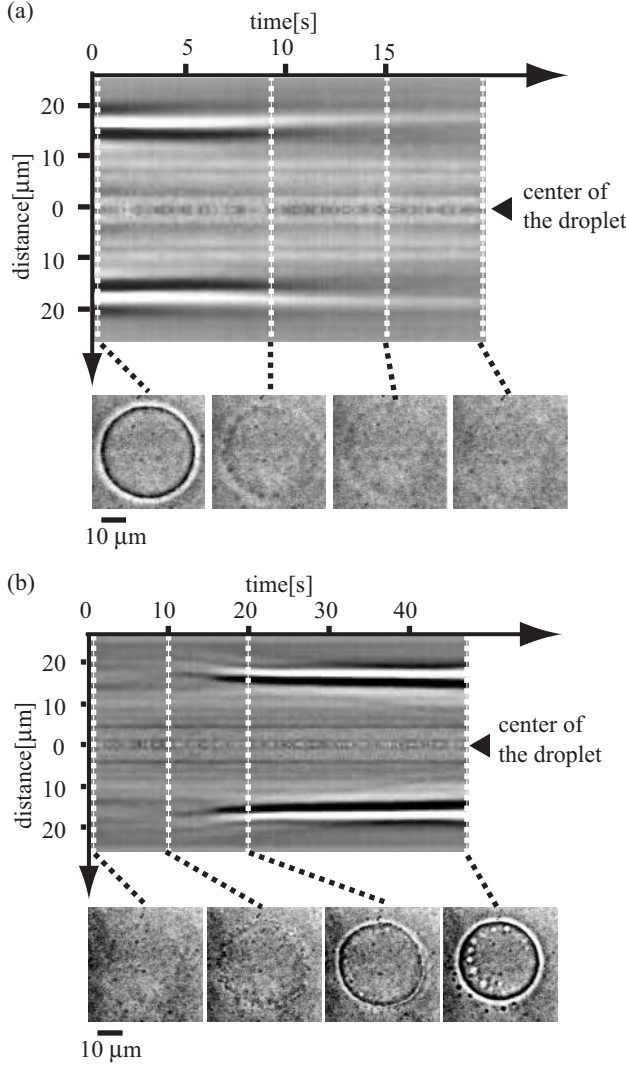 (a)
time[s]
0 5 10 15
20
10
0
10
20
distance[μm]
center of
the droplet
10 μm
(b)
time[s]
0 10 20 30 40
20
10
0
10
20
distance[μm]
center of
the droplet
10 μm